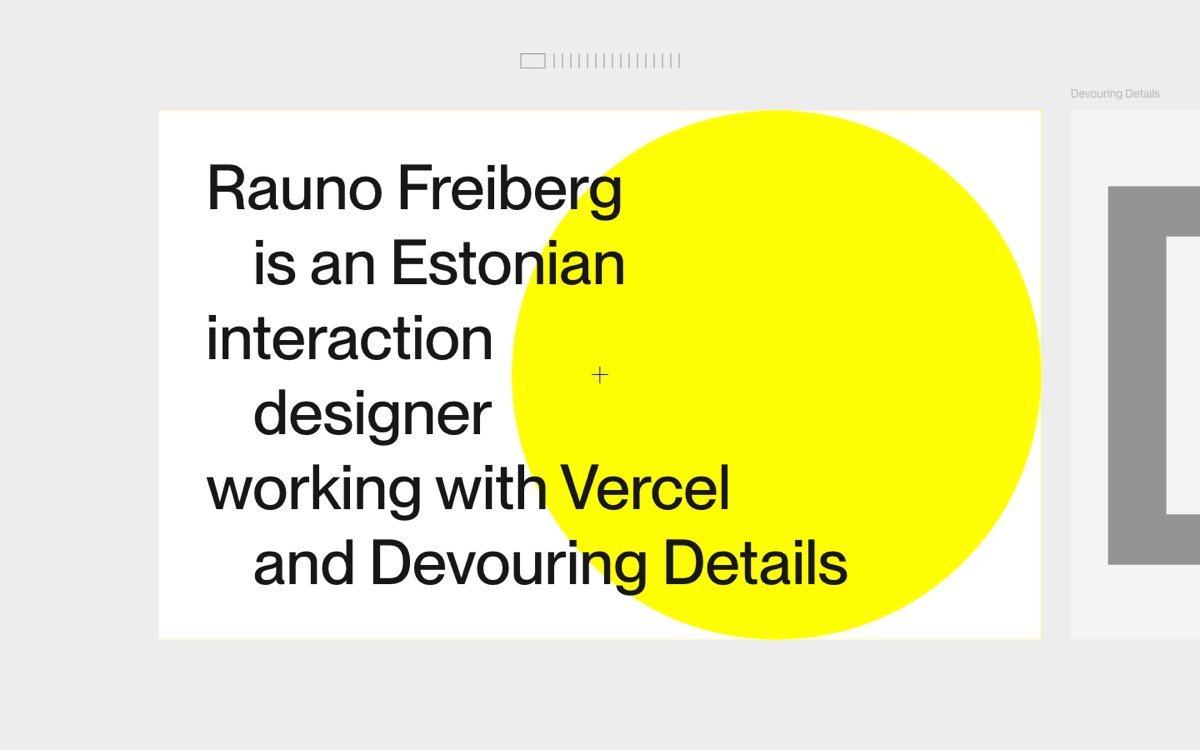 Devouring Details
Rauno Freiberg
is an Estonian
interaction
designer
working with Vercel
and Devouring Details